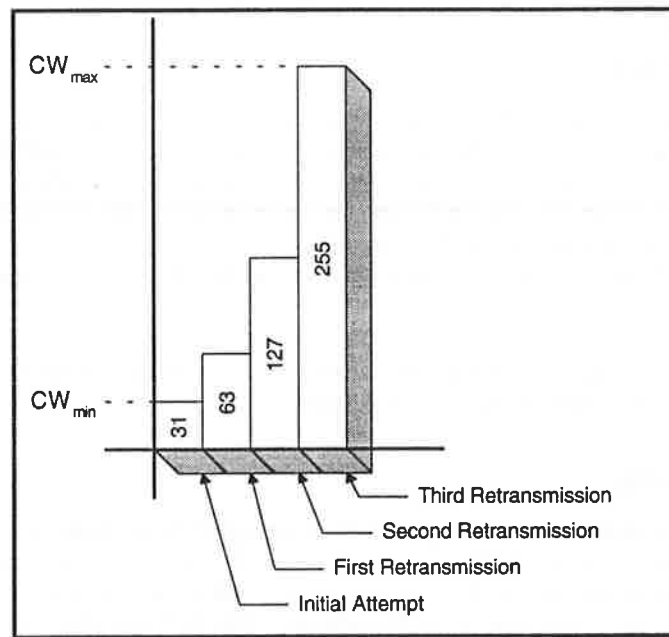 CWmax
255
127
CWmin
63
31
Third Retransmission
Second Retransmission
First Retransmission
Initial Attempt